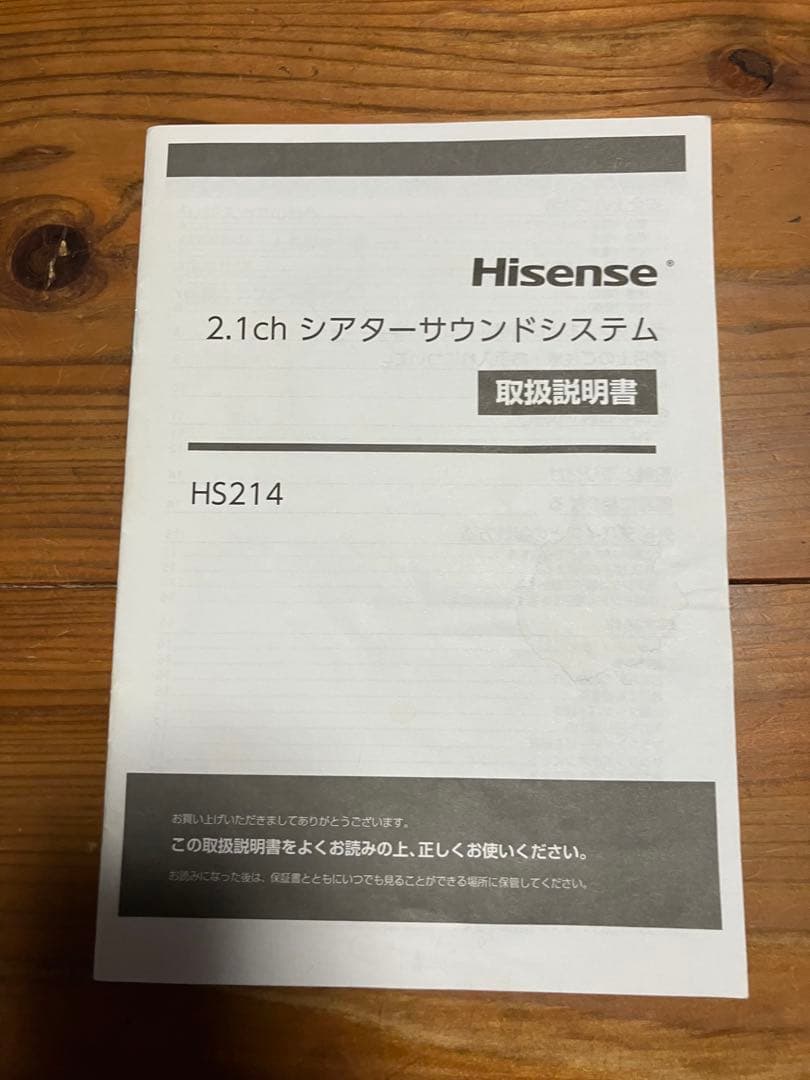 Hisense®
2.1ch シアターサウンドシステム
取扱説明書
HS214
お買い上げいただきましてありがとうございます。
この取扱説明書をよくお読みの上、正しくお使いください。
お読みになった後は、保証書とともにいつでも見ることができる場所に保管してください。